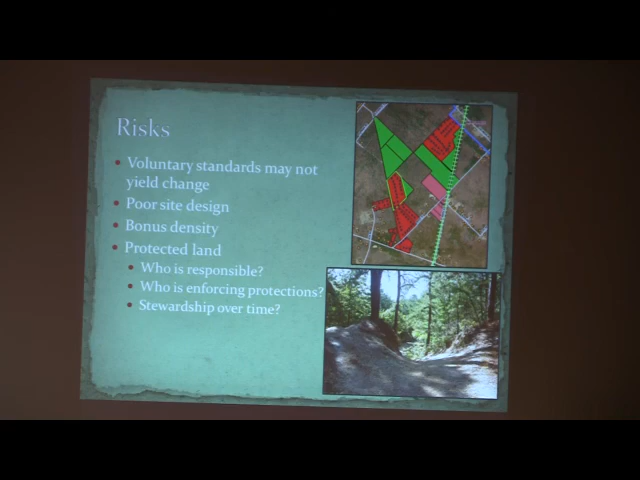 Risks
Voluntary standards may not
yield change
Poor site design
Bonus density
Protected land
Who is responsible?
Who is enforcing protections?
Stewardship over time?